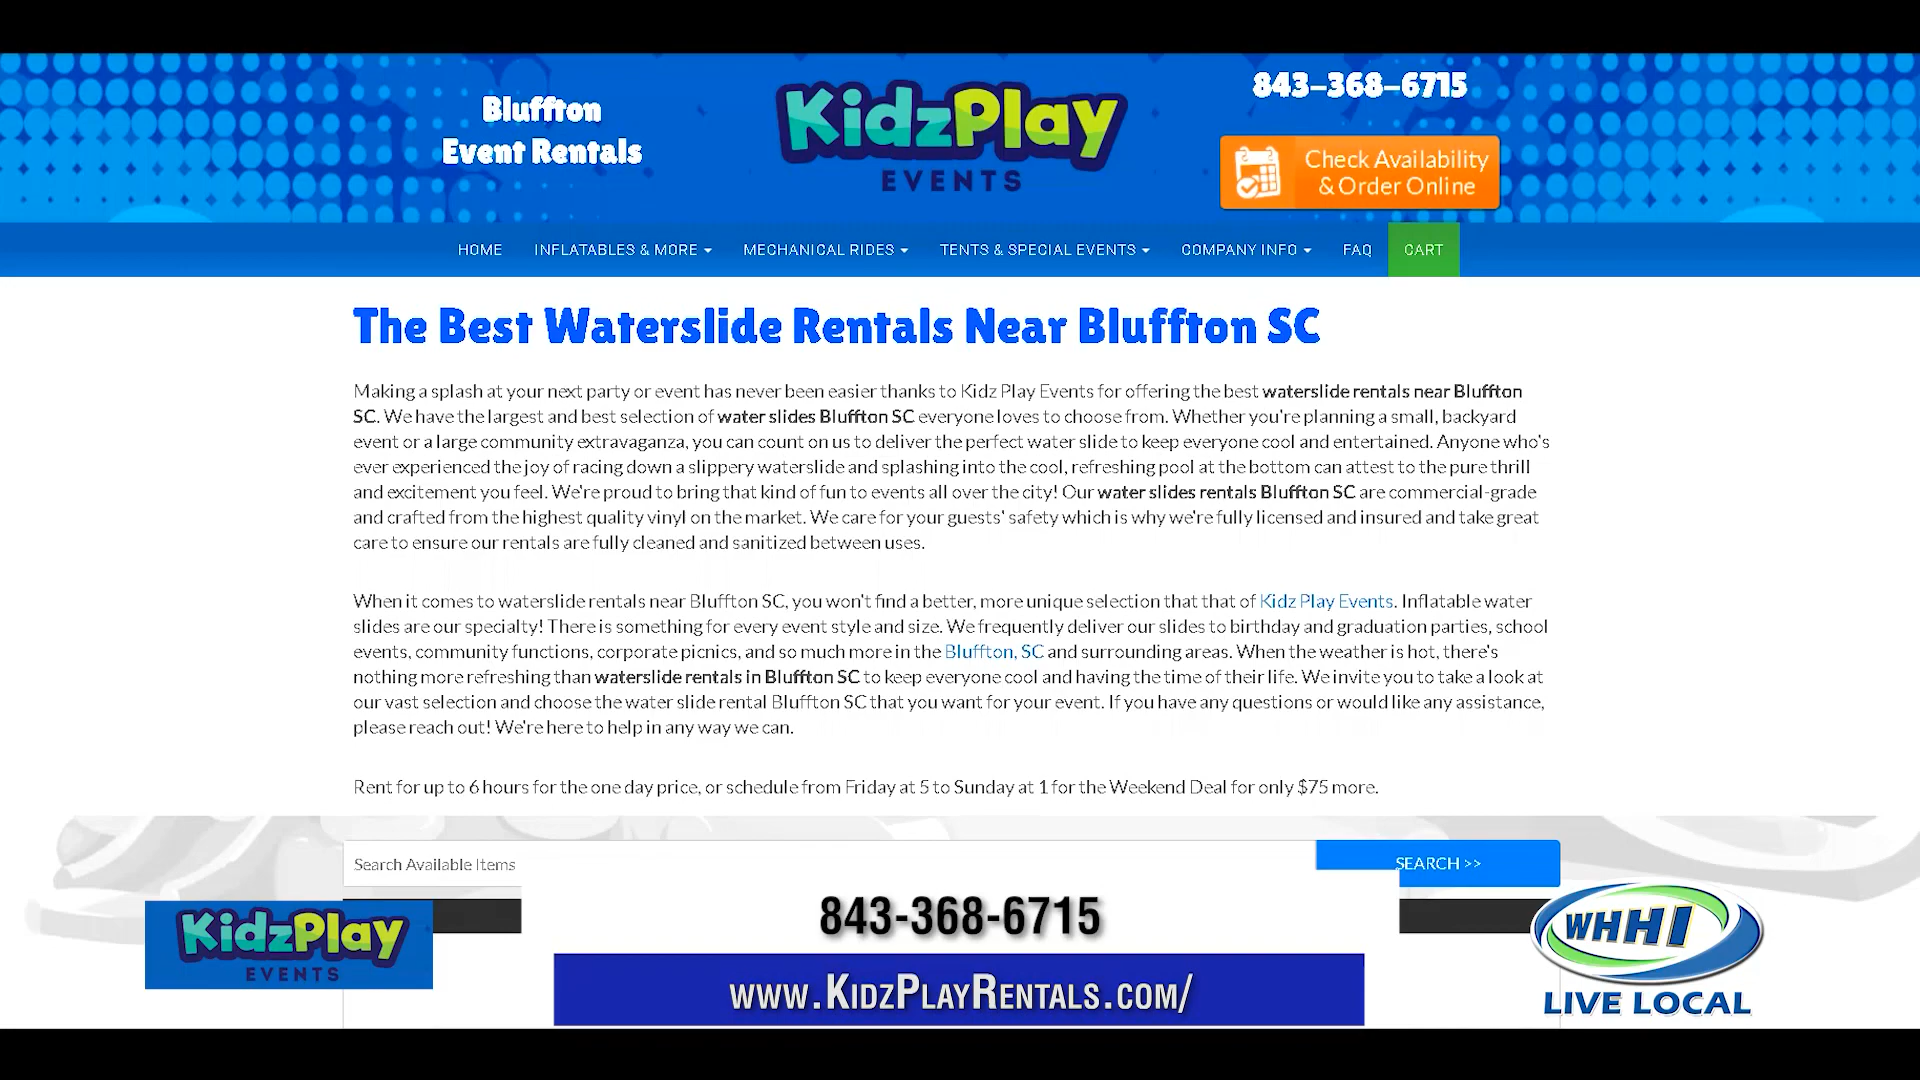 Bluffton
Event Rentals
KidzPlay
EVENTS
843-368-6715
Check Availability
& Order Online
HOME INFLATABLES & MORE MECHANICAL RIDES TENTS & SPECIAL EVENTS COMPANY INFO FAQ CART
The Best Waterslide Rentals Near Bluffton SC
Making a splash at your next party or event has never been easier thanks to Kidz Play Events for offering the best waterslide rentals near Bluffton
SC. We have the largest and best selection of water slides Bluffton SC everyone loves to choose from. Whether you're planning a small, backyard
event or a large community extravaganza, you can count on us to deliver the perfect water slide to keep everyone cool and entertained. Anyone who's
ever experienced the joy of racing down a slippery waterslide and splashing into the cool, refreshing pool at the bottom can attest to the pure thrill
and excitement you feel. We're proud to bring that kind of fun to events all over the city! Our water slides rentals Bluffton SC are commercial-grade
and crafted from the highest quality vinyl on the market. We care for your guests' safety which is why we're fully licensed and insured and take great
care to ensure our rentals are fully cleaned and sanitized between uses.
When it comes to waterslide rentals near Bluffton SC, you won't find a better, more unique selection that that of Kidz Play Events. Inflatable water
slides are our specialty! There is something for every event style and size. We frequently deliver our slides to birthday and graduation parties, school
events, community functions, corporate picnics, and so much more in the Bluffton, SC and surrounding areas. When the weather is hot, there's
nothing more refreshing than waterslide rentals in Bluffton SC to keep everyone cool and having the time of their life. We invite you to take a look at
our vast selection and choose the water slide rental Bluffton SC that you want for your event. If you have any questions or would like any assistance,
please reach out! We're here to help in any way we can.
Rent for up to 6 hours for the one day price, or schedule from Friday at 5 to Sunday at 1 for the Weekend Deal for only $75 more.
Search Available Items SEARCH >>
KidzPlay
EVENTS
843-368-6715
www.KidzPlayRentals.com/
WHHI
LIVE LOCAL